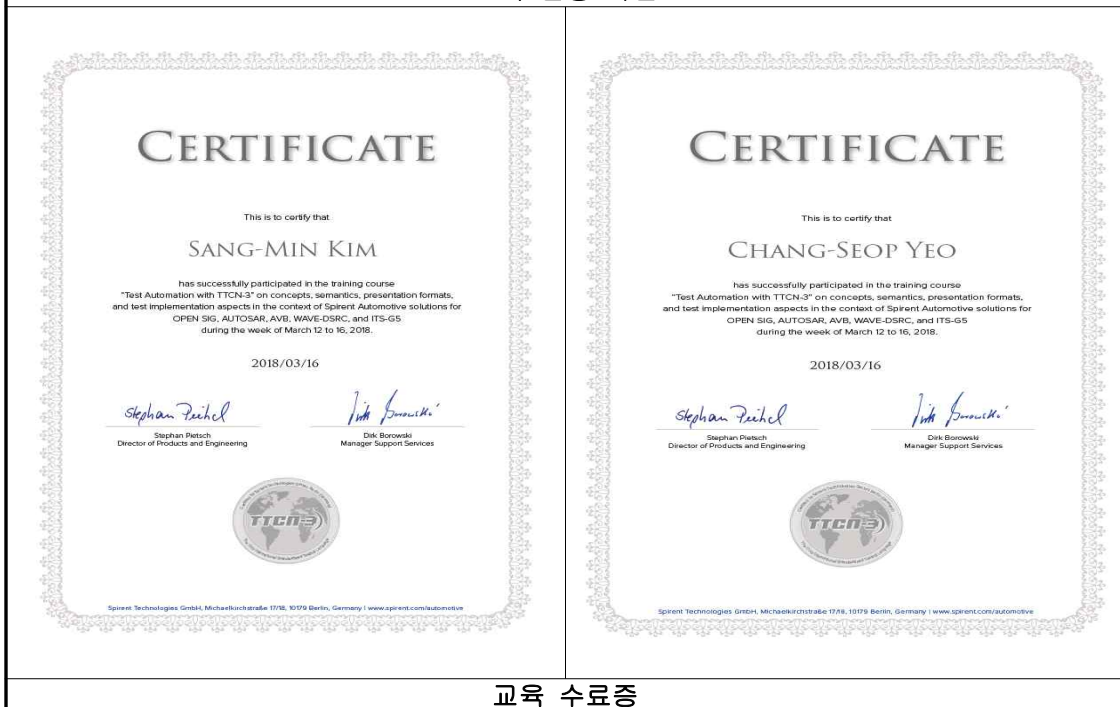 CERTIFICATE
This is to certify that
SANG-MIN KIM
has successfully participated in the training course
"Test Automation with TTCN-3" on concepts, semantics, presentation formats,
and test implementation aspects in the context of Spirent Automotive solutions for
OPEN SIG, AUTOSAR, AVB, WAVE-DSRC, and ITS-G5
during the week of March 12 to 16, 2018.
2018/03/16
Stephan Pietsch
Director of Products and Engineering
Dirk Borowski
Manager Support Services
TTCN-3
Spirent Technologies GmbH, Michaelkirchstraße 17/18, 10179 Berlin, Germany | www.spirent.com/automotive
CERTIFICATE
This is to certify that
CHANG-SEOP YEO
has successfully participated in the training course
"Test Automation with TTCN-3" on concepts, semantics, presentation formats,
and test implementation aspects in the context of Spirent Automotive solutions for
OPEN SIG, AUTOSAR, AVB, WAVE-DSRC, and ITS-G5
during the week of March 12 to 16, 2018.
2018/03/16
Stephan Pietsch
Director of Products and Engineering
Dirk Borowski
Manager Support Services
TTCN-3
Spirent Technologies GmbH, Michaelkirchstraße 17/18, 10179 Berlin, Germany | www.spirent.com/automotive
교육 수료증